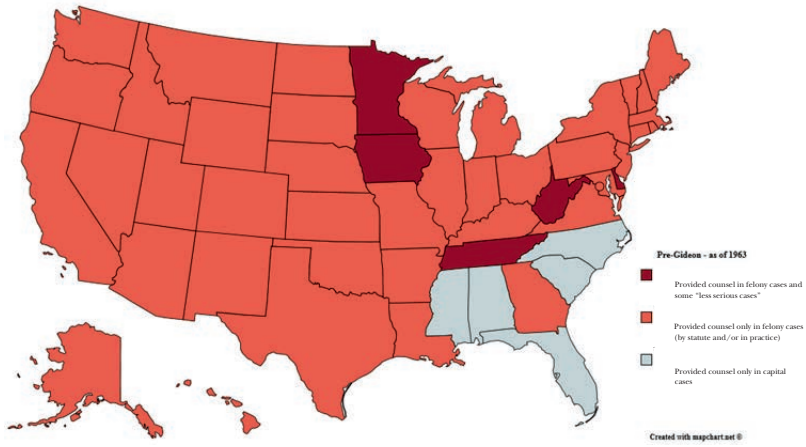 Pre-Gideon - as of 1963
Provided counsel in felony cases and
some “less serious cases”
Provided counsel only in felony cases
(by statute and/or in practice)
Provided counsel only in capital
cases
Created with mapchart.net ©